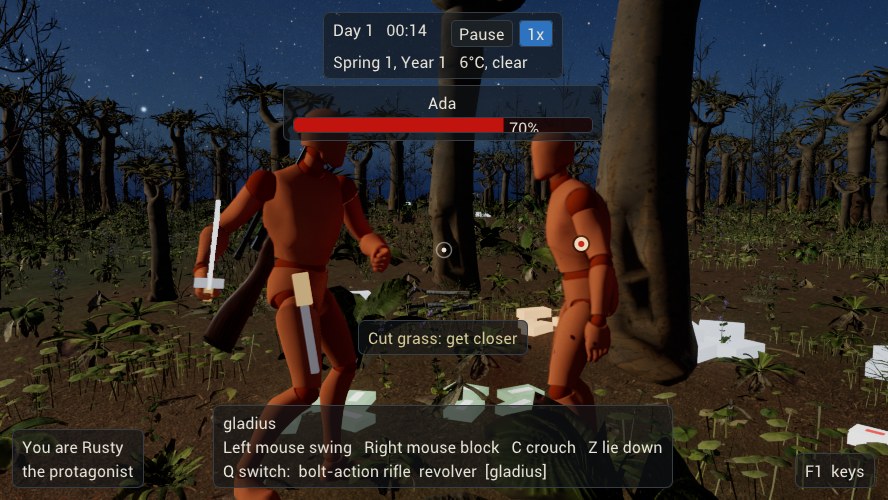 Day 1 00:14 Pause 1x
Spring 1, Year 1 6°C, clear
Ada
70%
Cut grass: get closer
gladius
Left mouse swing Right mouse block C crouch Z lie down
Q switch: bolt-action rifle revolver [gladius]
You are Rusty
the protagonist
F1 keys